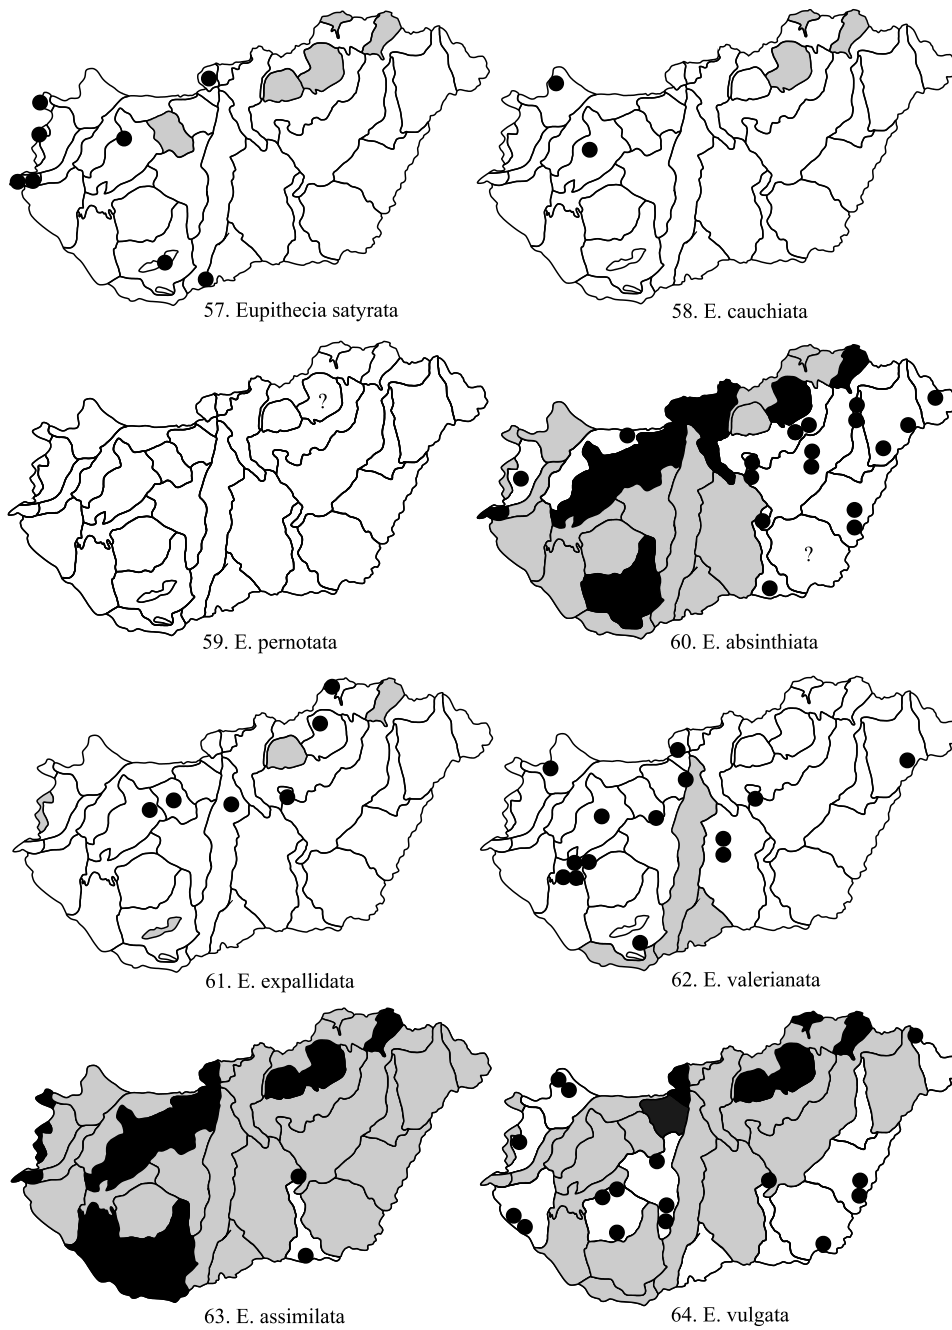 57. Eupithecia satyrata
58. E. cauchiata
?
59. E. pernotata
?
60. E. absinthiata
61. E. expallidata
62. E. valerianata
63. E. assimilata
64. E. vulgata